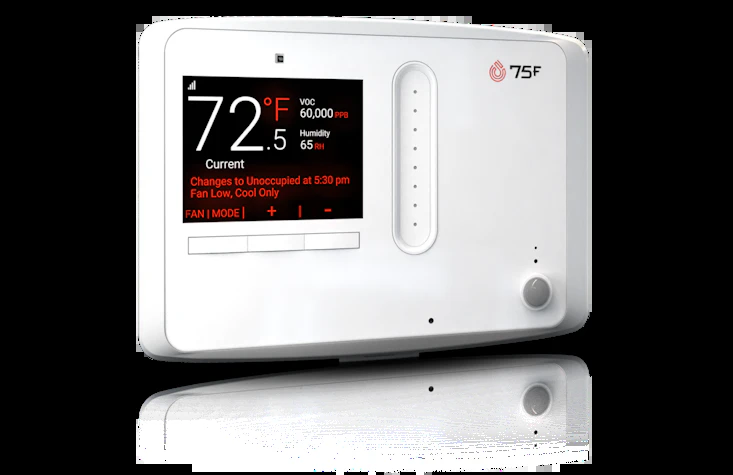 75F
72.5 °F
VOC
60,000 PPB
Humidity
65 RH
Current
Changes to Unoccupied at 5:30 pm
Fan Low, Cool Only
FAN | MODE | + | -